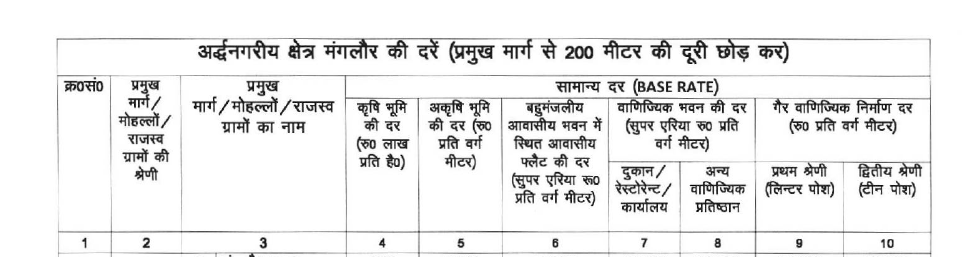 अर्द्धनगरीय क्षेत्र मंगलौर की दरें (प्रमुख मार्ग से 200 मीटर की दूरी छोड़ कर)
क्र0सं0
प्रमुख
मार्ग/
मोहल्लों/
राजस्व
ग्रामों की
श्रेणी
प्रमुख
मार्ग/मोहल्लों/राजस्व
ग्रामों का नाम
सामान्य दर (BASE RATE)
कृषि भूमि
की दर
(रु0 लाख
प्रति है0)
अकृषि भूमि
की दर (रू0
प्रति वर्ग
मीटर)
बहुमंजलीय
आवासीय भवन में
स्थित आवासीय
फ्लैट की दर
(सुपर एरिया रू0
प्रति वर्ग मीटर)
वाणिज्यिक भवन की दर
(सुपर एरिया रु0 प्रति
वर्ग मीटर)
दुकान/
रेस्टोरेन्ट/
कार्यालय
अन्य
वाणिज्यिक
प्रतिष्ठान
गैर वाणिज्यिक निर्माण दर
(रु0 प्रति वर्ग मीटर)
प्रथम श्रेणी
(लिन्टर पोश)
द्वितीय श्रेणी
(टीन पोश)
1 2 3 4 5 6 7 8 9 10